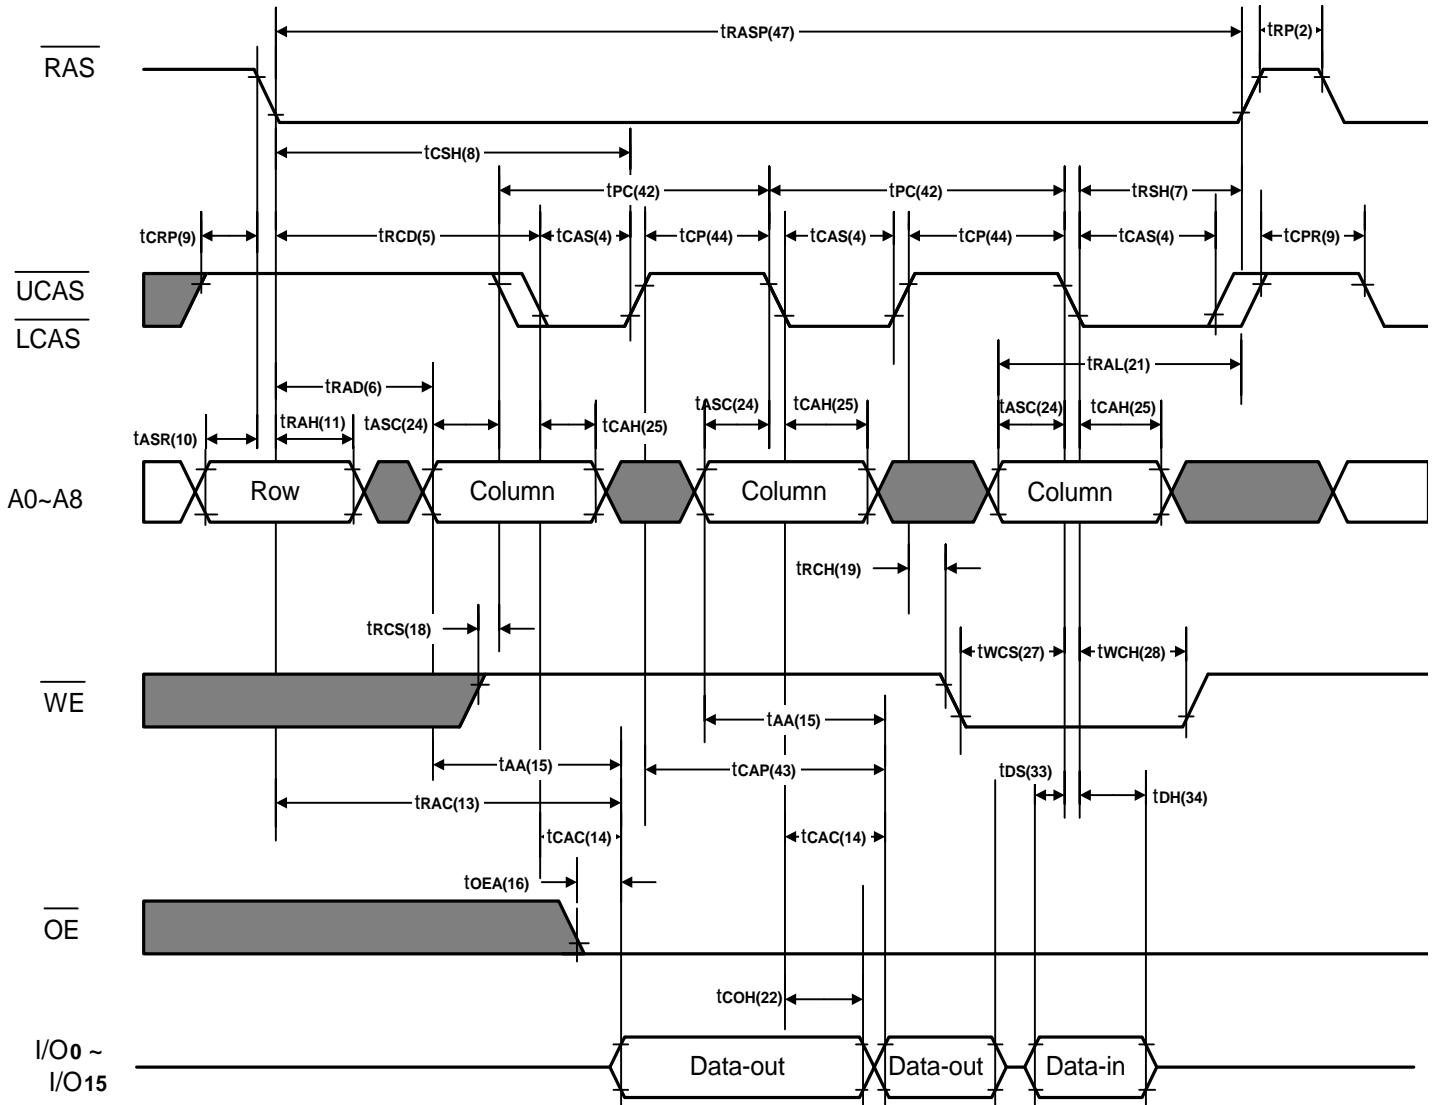 tRASP(47)
tRP(2)
RAS
tCSH(8)
tPC(42)
tPC(42)
tRSH(7)
tCRP(9)
tRCD(5)
tCAS(4)
tCP(44)
tCAS(4)
tCP(44)
tCAS(4)
tCPR(9)
UCAS
LCAS
tRAL(21)
tRAD(6)
tASR(10)
tRAH(11)
tASC(24)
tCAH(25)
tASC(24)
tCAH(25)
tASC(24)
tCAH(25)
A0~A8
Row
Column
Column
Column
tRCH(19)
tRCS(18)
tWCS(27)
tWCH(28)
WE
tAA(15)
tAA(15)
tCAP(43)
tDS(33)
tRAC(13)
tDH(34)
tCAC(14)
tCAC(14)
tOEA(16)
OE
tCOH(22)
I/O0 ~
I/O15
Data-out
Data-out
Data-in